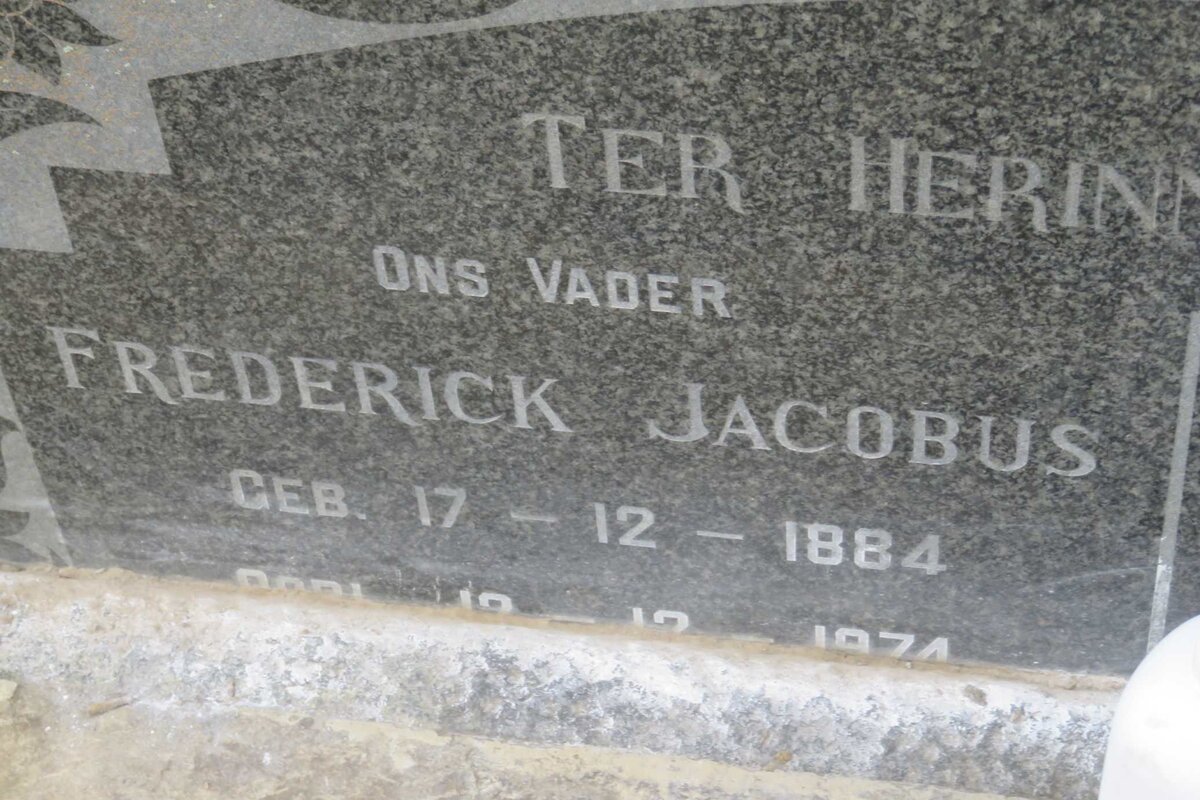 TER HERINN
ONS VADER
FREDERICK JACOBUS
GEB. 17 - 12 - 1884
- 1974